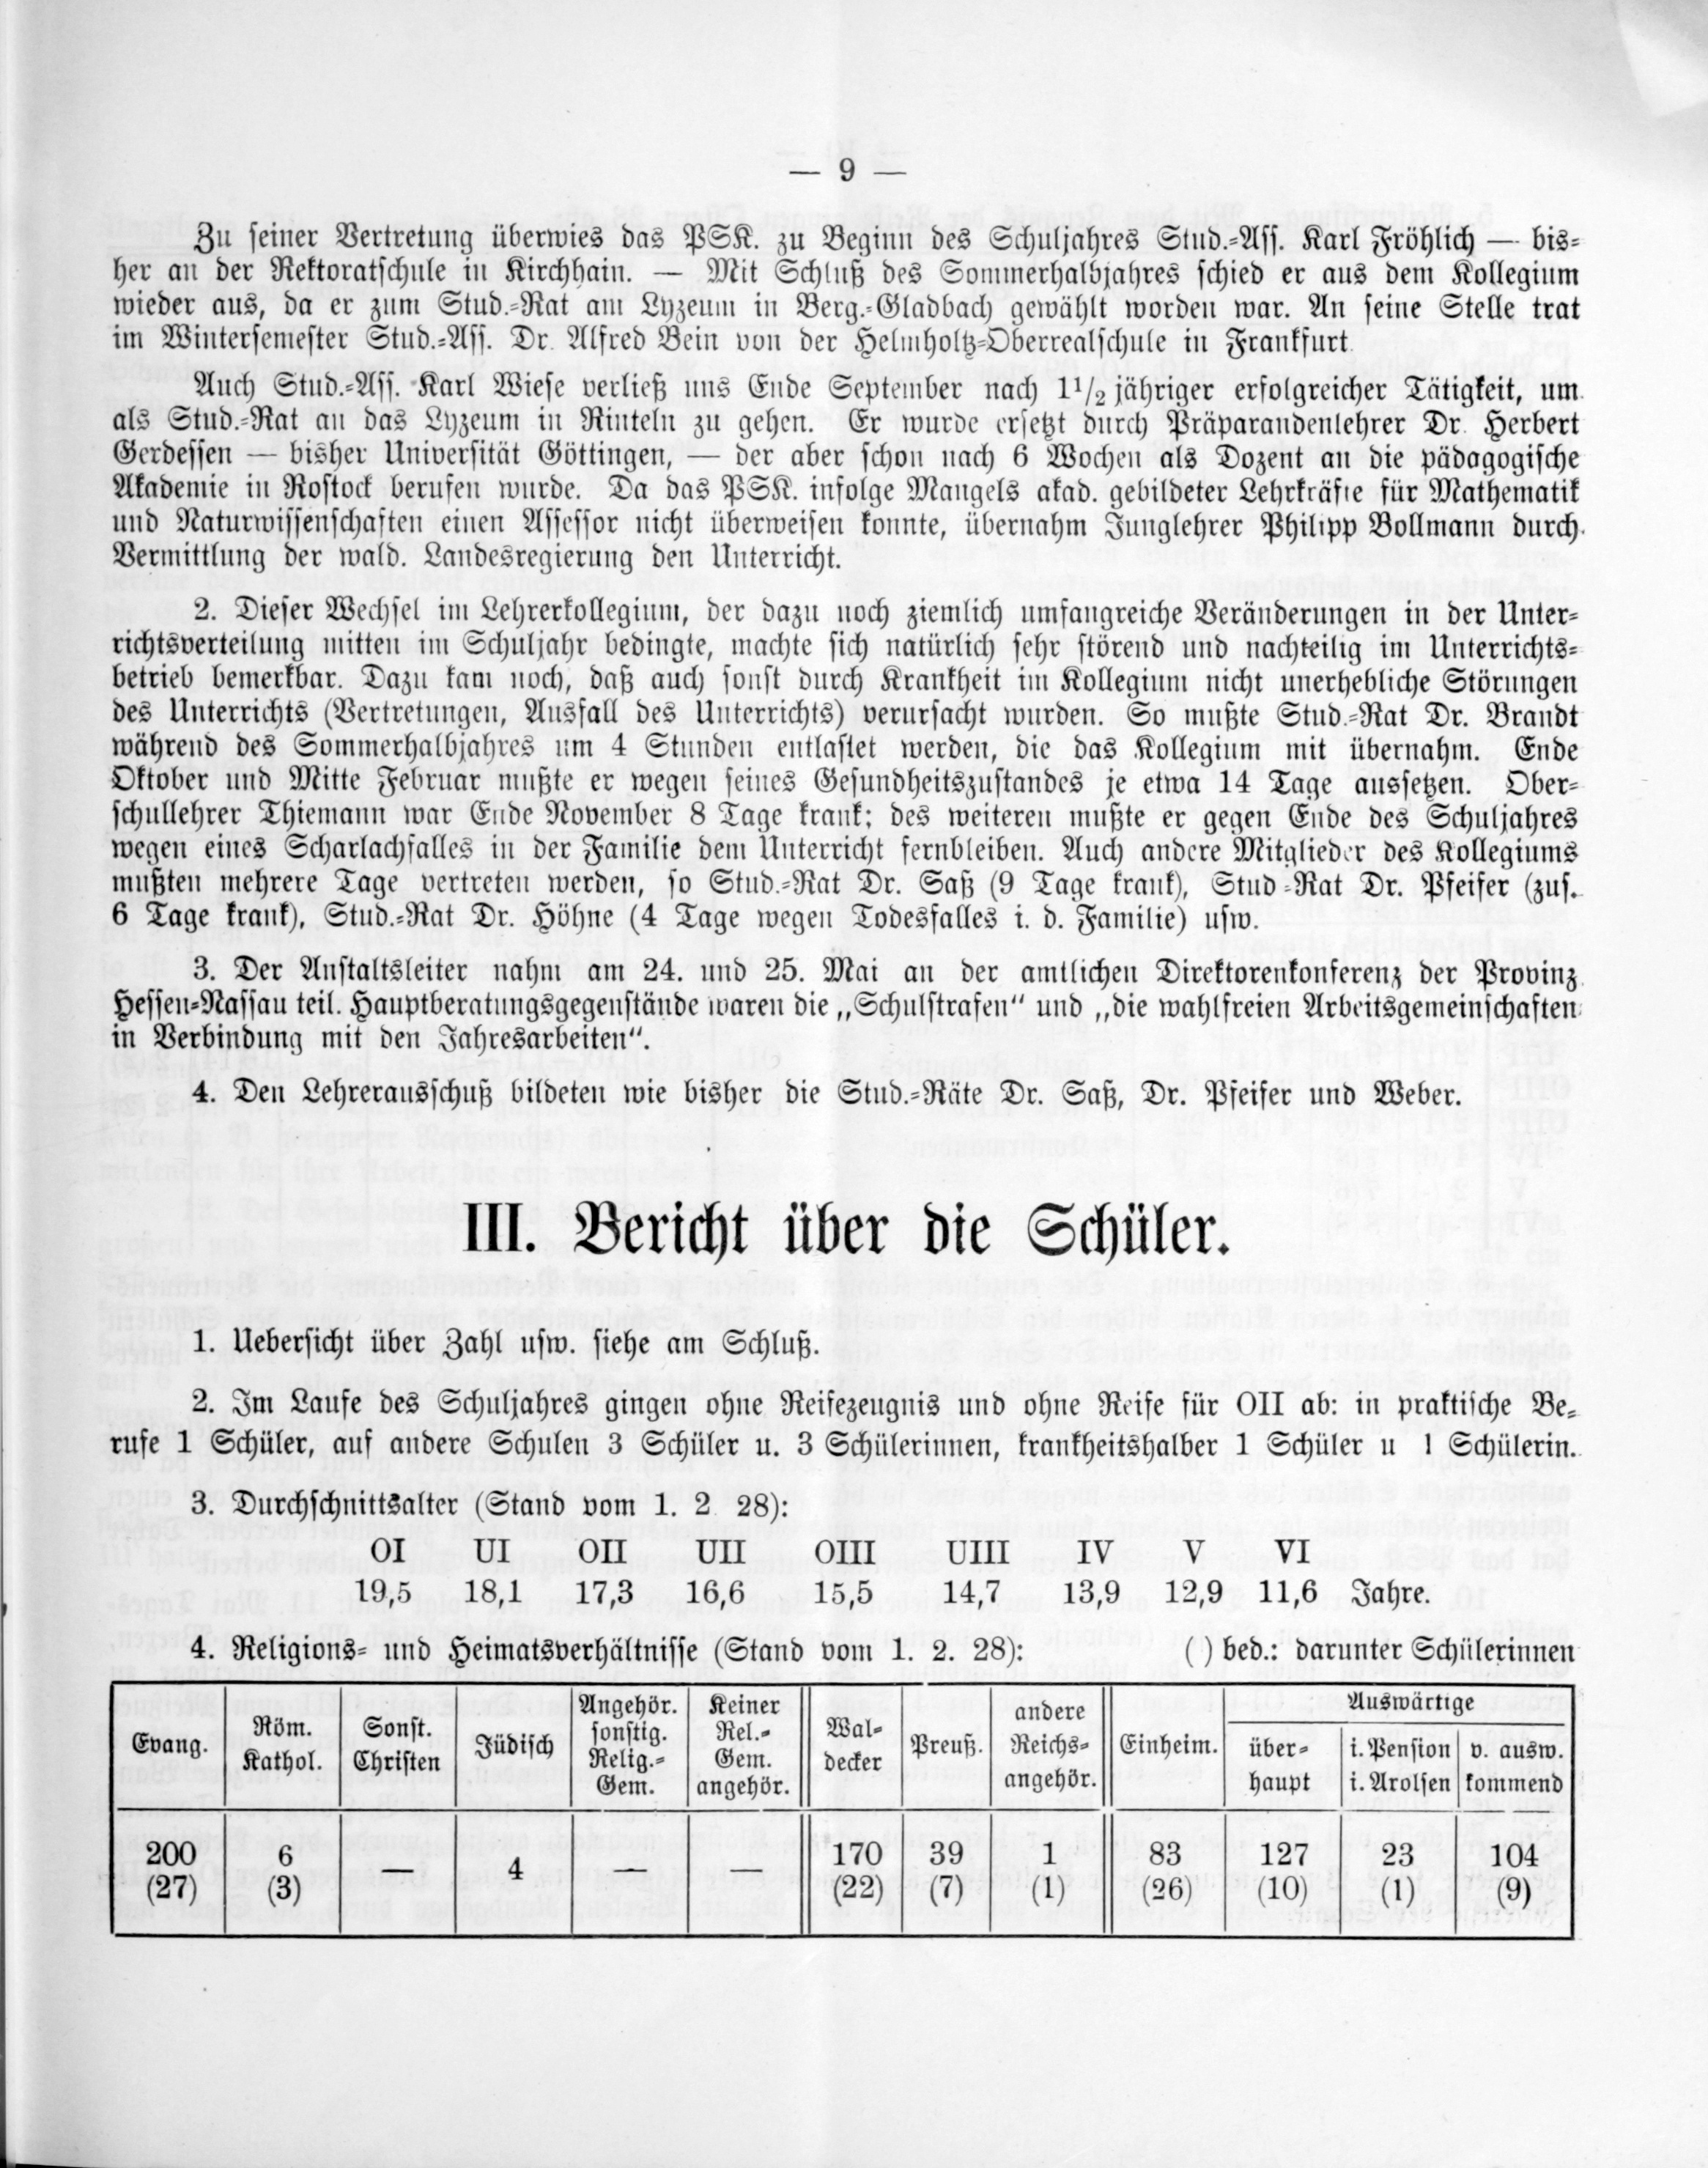 — 9 —
Zu seiner Vertretung überwies das PSK. zu Beginn des Schuljahres Stud.-Ass. Karl Fröhlich — bis-
her an der Rektoratschule in Kirchhain. — Mit Schluß des Sommerhalbjahres schied er aus dem Kollegium
wieder aus, da er zum Stud.-Rat am Lyzeum in Berg.-Gladbach gewählt worden war. An seine Stelle trat
im Wintersemester Stud.-Ass. Dr. Alfred Bein von der Helmholtz-Oberrealschule in Frankfurt.
Auch Stud.-Ass. Karl Wiese verließ uns Ende September nach 1 1/2 jähriger erfolgreicher Tätigkeit, um
als Stud.-Rat an das Lyzeum in Rinteln zu gehen. Er wurde ersetzt durch Präparandenlehrer Dr. Herbert
Gerdessen — bisher Universität Göttingen, — der aber schon nach 6 Wochen als Dozent an die pädagogische
Akademie in Rostock berufen wurde. Da das PSK. infolge Mangels akad. gebildeter Lehrkräfte für Mathematik
und Naturwissenschaften einen Assessor nicht überweisen konnte, übernahm Junglehrer Philipp Bollmann durch
Vermittlung der wald. Landesregierung den Unterricht.
2. Dieser Wechsel im Lehrerkollegium, der dazu noch ziemlich umfangreiche Veränderungen in der Unter-
richtsverteilung mitten im Schuljahr bedingte, machte sich natürlich sehr störend und nachteilig im Unterrichts-
betrieb bemerkbar. Dazu kam noch, daß auch sonst durch Krankheit im Kollegium nicht unerhebliche Störungen
des Unterrichts (Vertretungen, Ausfall des Unterrichts) verursacht wurden. So mußte Stud.-Rat Dr. Brandt
während des Sommerhalbjahres um 4 Stunden entlastet werden, die das Kollegium mit übernahm. Ende
Oktober und Mitte Februar mußte er wegen seines Gesundheitszustandes je etwa 14 Tage aussetzen. Ober-
schullehrer Thiemann war Ende November 8 Tage krank; des weiteren mußte er gegen Ende des Schuljahres
wegen eines Scharlachfalles in der Familie dem Unterricht fernbleiben. Auch andere Mitglieder des Kollegiums
mußten mehrere Tage vertreten werden, so Stud.-Rat Dr. Saß (9 Tage krank), Stud.-Rat Dr. Pfeifer (zus.
6 Tage krank), Stud.-Rat Dr. Höhne (4 Tage wegen Todesfalles i. d. Familie) usw.
3. Der Anstaltsleiter nahm am 24. und 25. Mai an der amtlichen Direktorenkonferenz der Provinz
Hessen-Nassau teil. Hauptberatungsgegenstände waren die „Schulstrafen“ und „die wahlfreien Arbeitsgemeinschaften
in Verbindung mit den Jahresarbeiten“.
4. Den Lehrerausschuß bildeten wie bisher die Stud.-Räte Dr. Saß, Dr. Pfeifer und Weber.
III. Bericht über die Schüler.
1. Uebersicht über Zahl usw. siehe am Schluß.
2. Im Laufe des Schuljahres gingen ohne Reifezeugnis und ohne Reife für OII ab: in praktische Be-
rufe 1 Schüler, auf andere Schulen 3 Schüler u. 3 Schülerinnen, krankheitshalber 1 Schüler u 1 Schülerin.
3. Durchschnittsalter (Stand vom 1. 2. 28):
OI UI OII UII OIII UIII IV V VI
19,5 18,1 17,3 16,6 15,5 14,7 13,9 12,9 11,6 Jahre.
4. Religions- und Heimatsverhältnisse (Stand vom 1. 2. 28): ( ) bed.: darunter Schülerinnen
Evang.
Röm.
Kathol.
Sonst.
Christen
Jüdisch
Angehör.
sonstig.
Relig.-
Gem.
Keiner
Rel.-
Gem.
angehör.
Wal-
decker
Preuß.
andere
Reichs-
angehör.
Einheim.
Auswärtige
über-
haupt
i. Pension
i. Arolsen
v. ausw.
kommend
200 6 — 4 — — 170 39 1 83 127 23 104
(27) (3) (22) (7) (1) (26) (10) (1) (9)